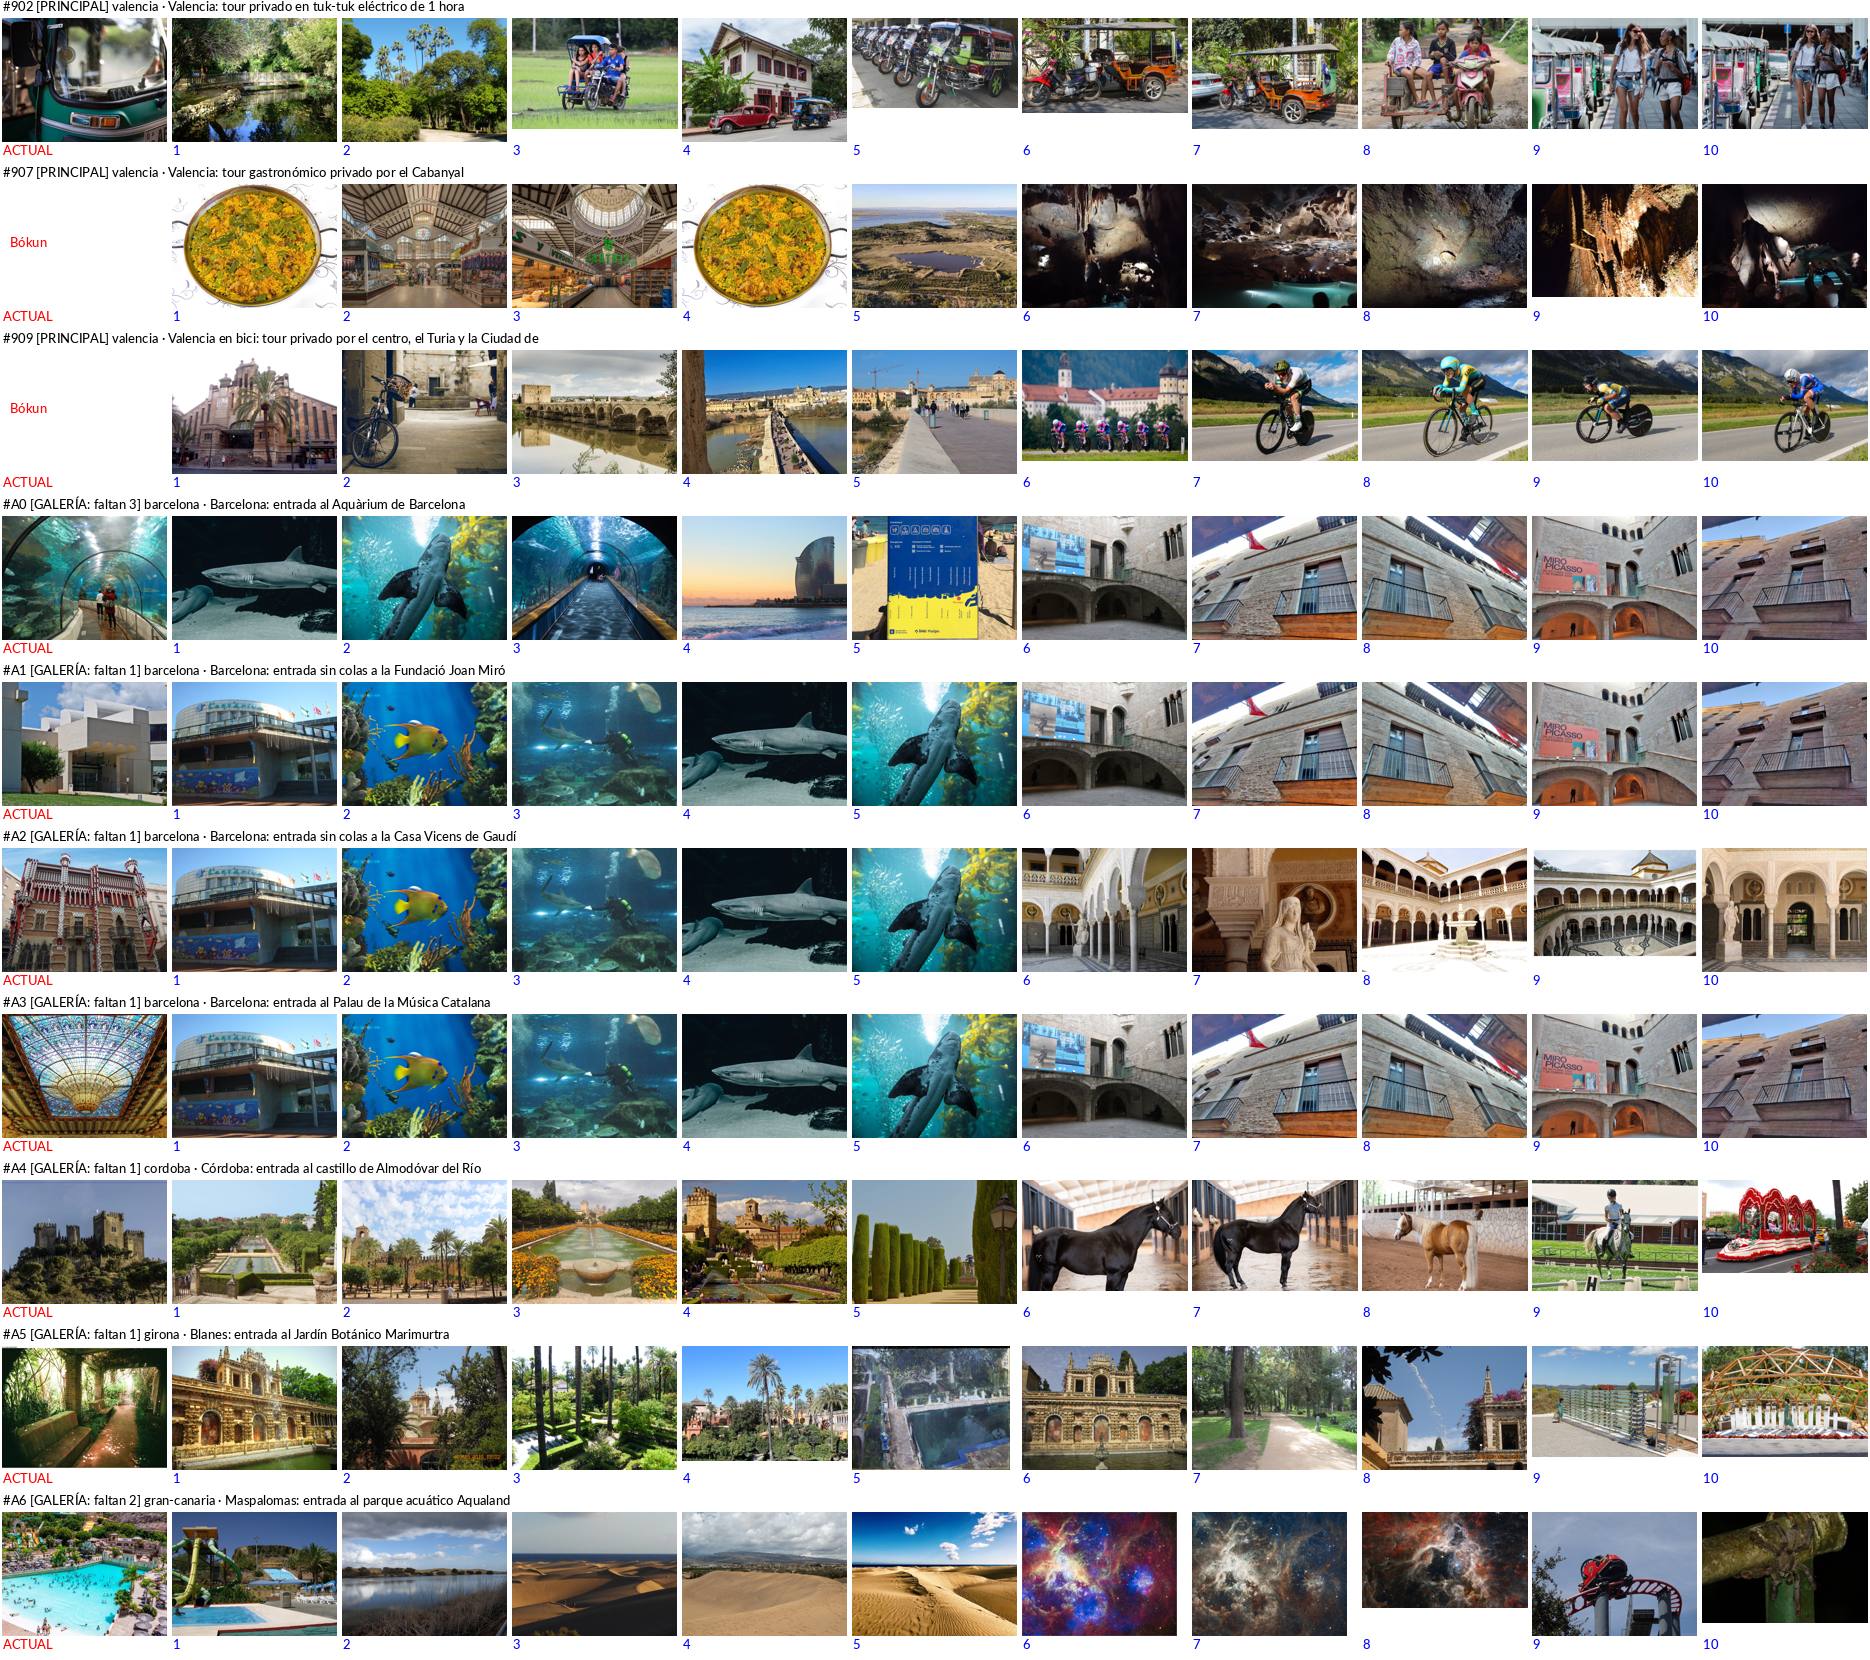 #902 [PRINCIPAL] valencia · Valencia: tour privado en tuk-tuk eléctrico de 1 hora
ACTUAL 1 2 3 4 5 6 7 8 9 10
#907 [PRINCIPAL] valencia · Valencia: tour gastronómico privado por el Cabanyal
Bókun
ACTUAL 1 2 3 4 5 6 7 8 9 10
#909 [PRINCIPAL] valencia · Valencia en bici: tour privado por el centro, el Turia y la Ciudad de
Bókun
ACTUAL 1 2 3 4 5 6 7 8 9 10
#A0 [GALERÍA: faltan 3] barcelona · Barcelona: entrada al Aquàrium de Barcelona
MIRÓ
PICASSO
ACTUAL 1 2 3 4 5 6 7 8 9 10
#A1 [GALERÍA: faltan 1] barcelona · Barcelona: entrada sin colas a la Fundació Joan Miró
MIRÓ
PICASSO
ACTUAL 1 2 3 4 5 6 7 8 9 10
#A2 [GALERÍA: faltan 1] barcelona · Barcelona: entrada sin colas a la Casa Vicens de Gaudí
ACTUAL 1 2 3 4 5 6 7 8 9 10
#A3 [GALERÍA: faltan 1] barcelona · Barcelona: entrada al Palau de la Música Catalana
MIRÓ
PICASSO
ACTUAL 1 2 3 4 5 6 7 8 9 10
#A4 [GALERÍA: faltan 1] cordoba · Córdoba: entrada al castillo de Almodóvar del Río
ACTUAL 1 2 3 4 5 6 7 8 9 10
#A5 [GALERÍA: faltan 1] girona · Blanes: entrada al Jardín Botánico Marimurtra
ACTUAL 1 2 3 4 5 6 7 8 9 10
#A6 [GALERÍA: faltan 2] gran-canaria · Maspalomas: entrada al parque acuático Aqualand
ACTUAL 1 2 3 4 5 6 7 8 9 10